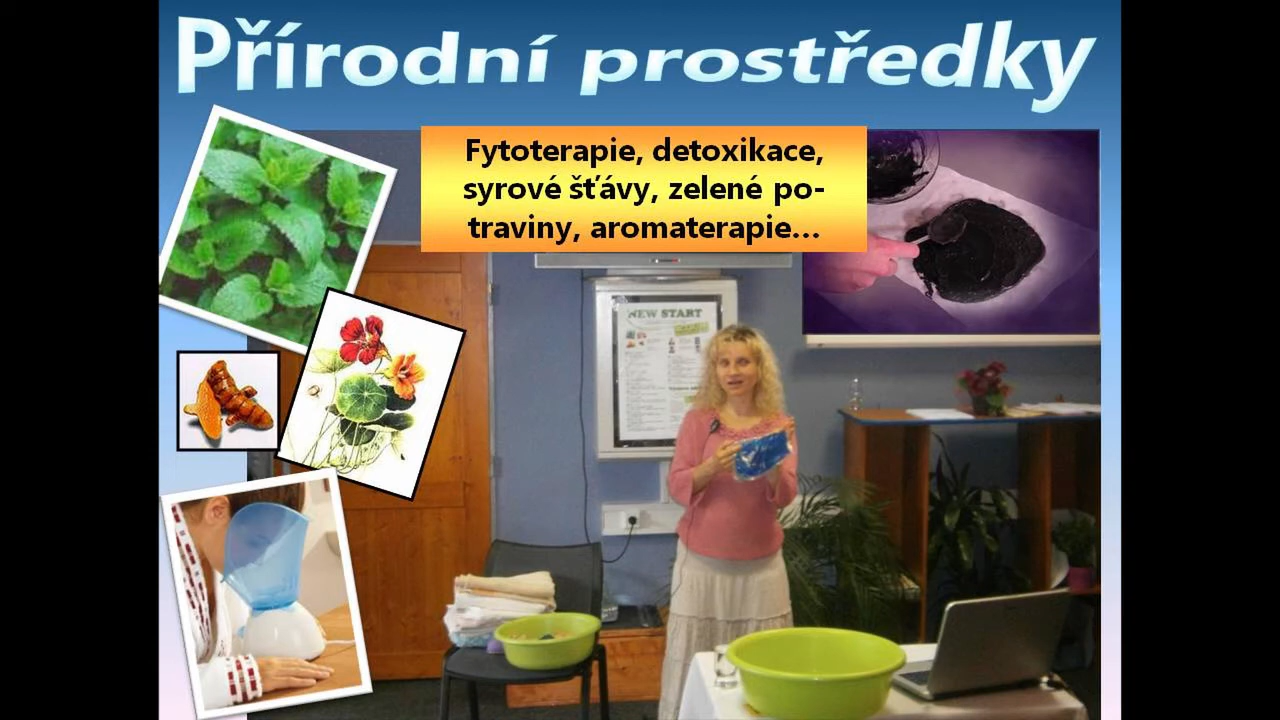 Přírodní prostředky
Fytoterapie, detoxikace,
syrové šťávy, zelené po-
traviny, aromaterapie...
NEW START